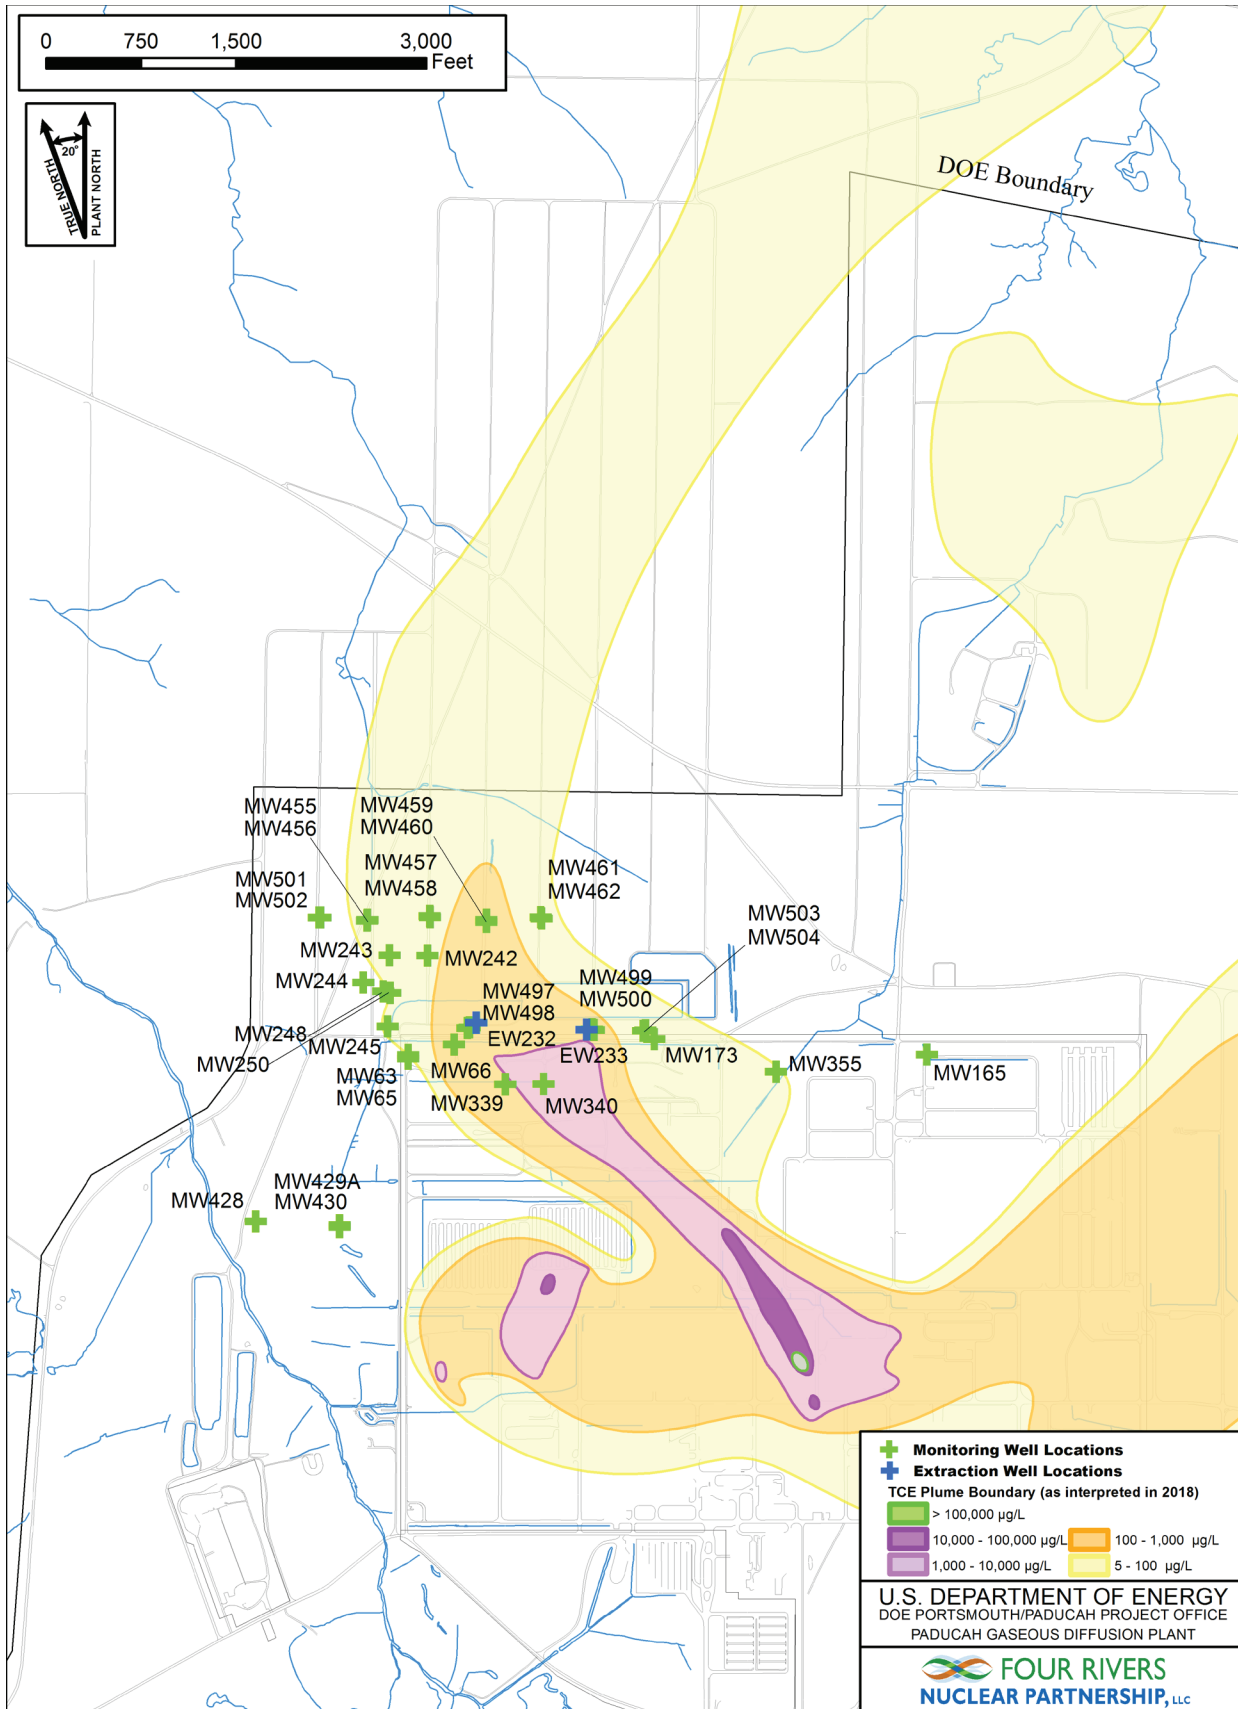 0 750 1,500 3,000
Feet
20°
TRUE NORTH
PLANT NORTH
DOE Boundary
MW455
MW456
MW459
MW460
MW457
MW458
MW461
MW462
MW501
MW502
MW503
MW504
MW243
MW242
MW244
MW499
MW500
MW497
MW498
MW248
MW245
EW232
EW233
MW173
MW250
MW63
MW65
MW66
MW339
MW340
MW355
MW165
MW429A
MW430
MW428
Monitoring Well Locations
Extraction Well Locations
TCE Plume Boundary (as interpreted in 2018)
> 100,000 µg/L
10,000 - 100,000 µg/L 100 - 1,000 µg/L
1,000 - 10,000 µg/L 5 - 100 µg/L
U.S. DEPARTMENT OF ENERGY
DOE PORTSMOUTH/PADUCAH PROJECT OFFICE
PADUCAH GASEOUS DIFFUSION PLANT
FOUR RIVERS
NUCLEAR PARTNERSHIP, LLC